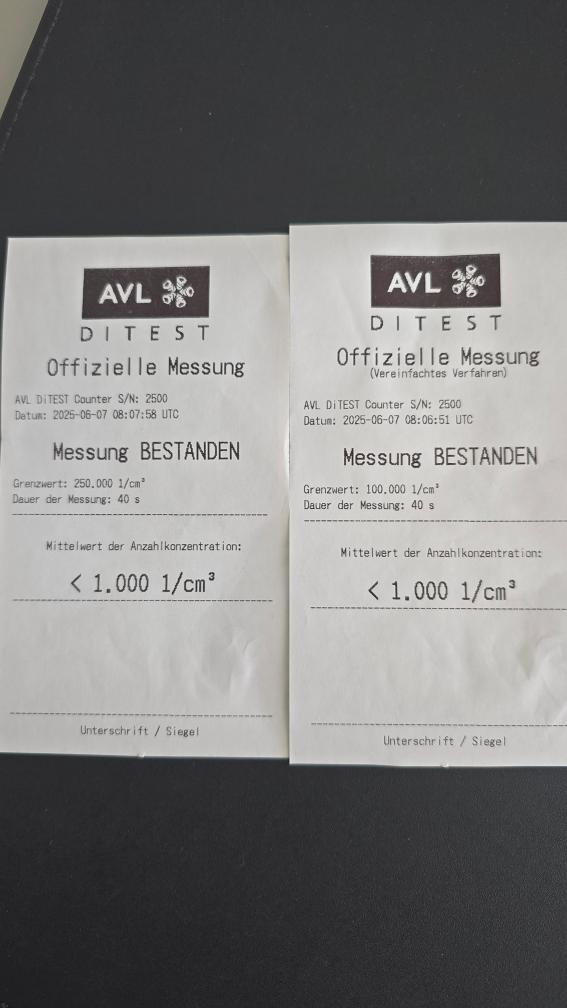 AVL
DITEST
Offizielle Messung
AVL DiTEST Counter S/N: 2500
Datum: 2025-06-07 08:07:58 UTC
Messung BESTANDEN
Grenzwert: 250.000 1/cm³
Dauer der Messung: 40 s
Mittelwert der Anzahlkonzentration:
< 1.000 1/cm³
Unterschrift / Siegel
AVL
DITEST
Offizielle Messung
(Vereinfachtes Verfahren)
AVL DiTEST Counter S/N: 2500
Datum: 2025-06-07 08:06:51 UTC
Messung BESTANDEN
Grenzwert: 100.000 1/cm³
Dauer der Messung: 40 s
Mittelwert der Anzahlkonzentration:
< 1.000 1/cm³
Unterschrift / Siegel